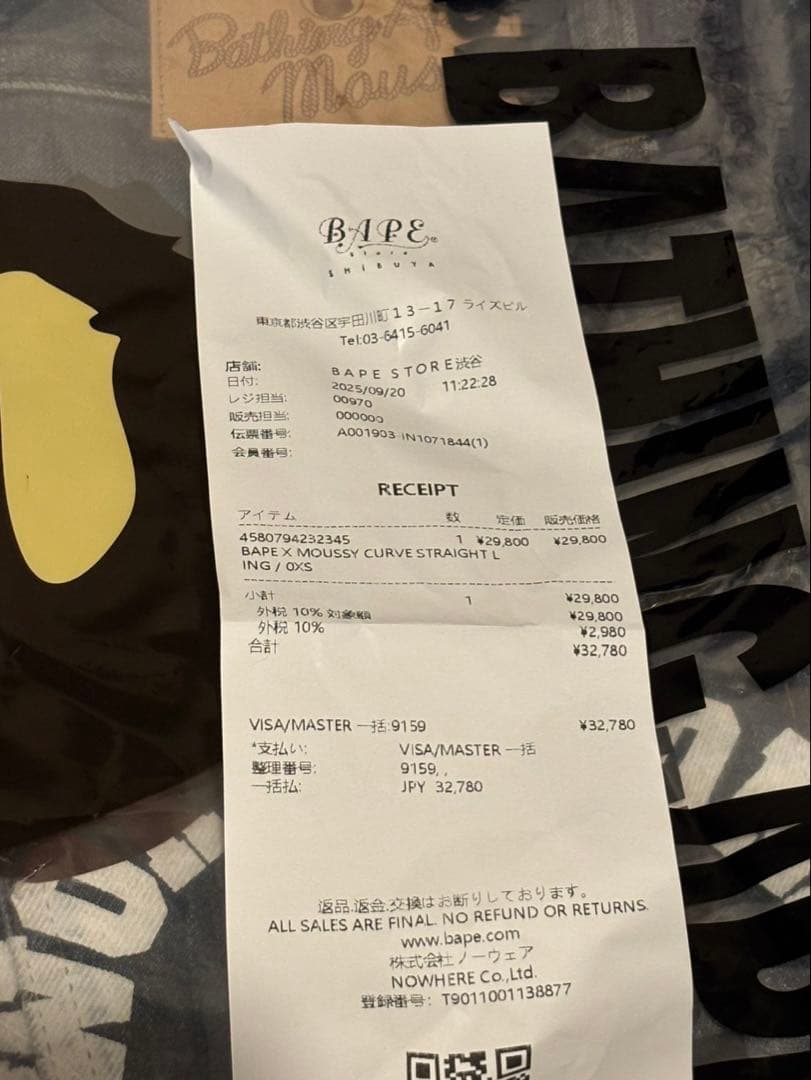 Bathing Ape
Mous
BATHING AP
BAPE®
Store
SHIBUYA
東京都渋谷区宇田川町13-17 ライズビル
Tel:03-6415-6041
店舗: BAPE STORE渋谷
日付: 2025/09/20 11:22:28
レジ担当: 00970
販売担当: 000000
伝票番号: A001903-IN1071844(1)
会員番号:
RECEIPT
アイテム 数 定価 販売価格
4580794232345 1 ¥29,800 ¥29,800
BAPE X MOUSSY CURVE STRAIGHT L
ING / 0XS
小計 1 ¥29,800
外税 10% 対象額 ¥29,800
外税 10% ¥2,980
合計 ¥32,780
VISA/MASTER 一括:9159 ¥32,780
*支払い: VISA/MASTER 一括
整理番号: 9159, ,
一括払: JPY 32,780
返品.返金.交換はお断りしております。
ALL SALES ARE FINAL. NO REFUND OR RETURNS.
www.bape.com
株式会社ノーウェア
NOWHERE Co.,Ltd.
登録番号: T9011001138877